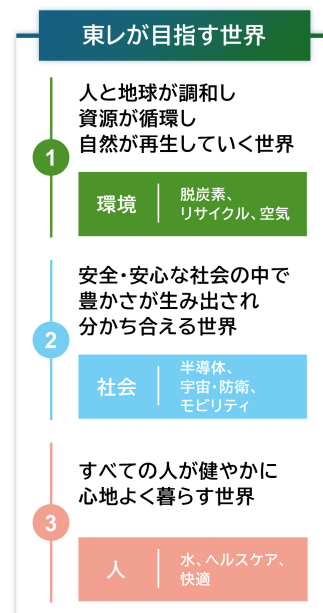 東レが目指す世界
人と地球が調和し
資源が循環し
自然が再生していく世界
1
環境
脱炭素、
リサイクル、空気
安全・安心な社会の中で
豊かさが生み出され
分かち合える世界
2
社会
半導体、
宇宙・防衛、
モビリティ
すべての人が健やかに
心地よく暮らす世界
3
人
水、ヘルスケア、
快適